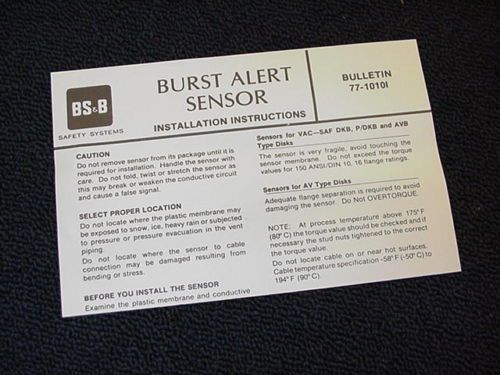 BS&B
SAFETY SYSTEMS
BURST ALERT
SENSOR
INSTALLATION INSTRUCTIONS
BULLETIN
77-1010I
CAUTION
Do not remove sensor from its package until it is
required for installation. Handle the sensor with
care. Do not fold, twist or stretch the sensor as
this may break or weaken the conductive circuit
and cause a false signal.
SELECT PROPER LOCATION
Do not locate where the plastic membrane may
be exposed to snow, ice, heavy rain or subjected
to pressure or pressure evacuation in the vent
piping.
Do not locate where the sensor to cable
connection may be damaged resulting from
bending or stress.
BEFORE YOU INSTALL THE SENSOR
Examine the plastic membrane and conductive
Sensors for VAC—SAF DKB, P/DKB and AVB
Type Disks
The sensor is very fragile, avoid touching the
sensor membrane. Do not exceed the torque
values for 150 ANSI/DIN 10, 16 flange ratings.
Sensors for AV Type Disks
Adequate flange separation is required to avoid
damaging the sensor. Do Not OVERTORQUE.
NOTE: At process temperature above 175°F
(80°C) the torque value should be checked and if
necessary the stud nuts tightened to the correct
the torque value.
Do not locate cable on or near hot surfaces.
Cable temperature specification -58°F (-50°C) to
194°F (90°C).